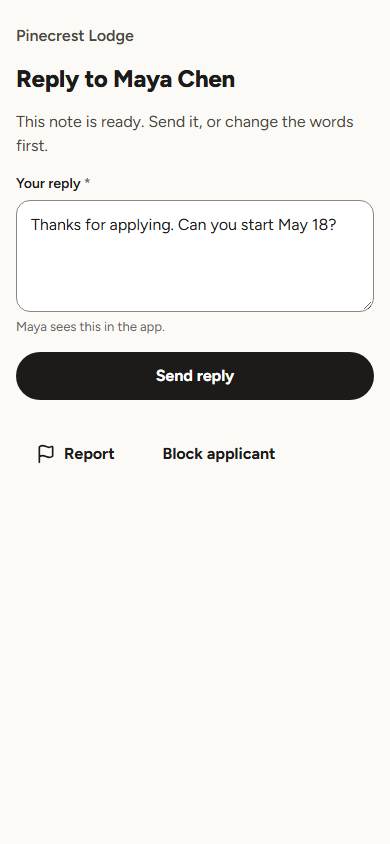 Pinecrest Lodge
Reply to Maya Chen
This note is ready. Send it, or change the words
first.
Your reply *
Thanks for applying. Can you start May 18?
Maya sees this in the app.
Send reply
Report
Block applicant